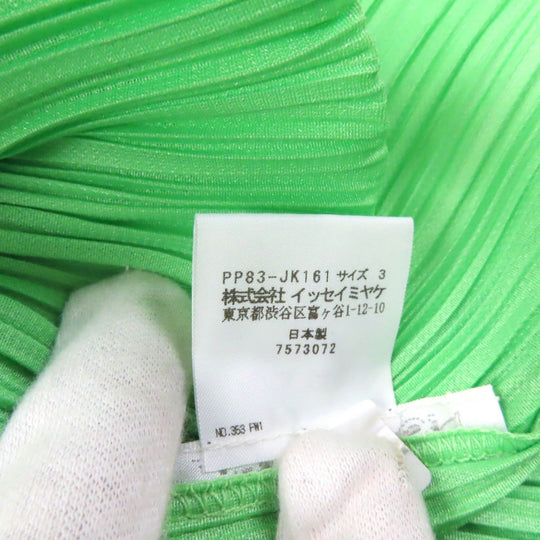 PP83-JK161 サイズ 3
株式会社 イッセイミヤケ
東京都渋谷区富ヶ谷1-12-10
日本製
7573072
NO.353 PW1